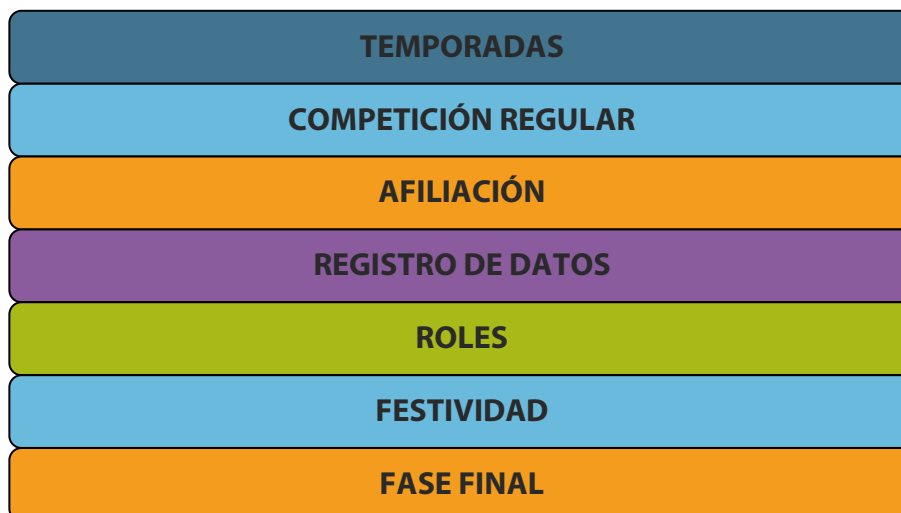 TEMPORADAS
COMPETICIÓN REGULAR
AFILIACIÓN
REGISTRO DE DATOS
ROLES
FESTIVIDAD
FASE FINAL